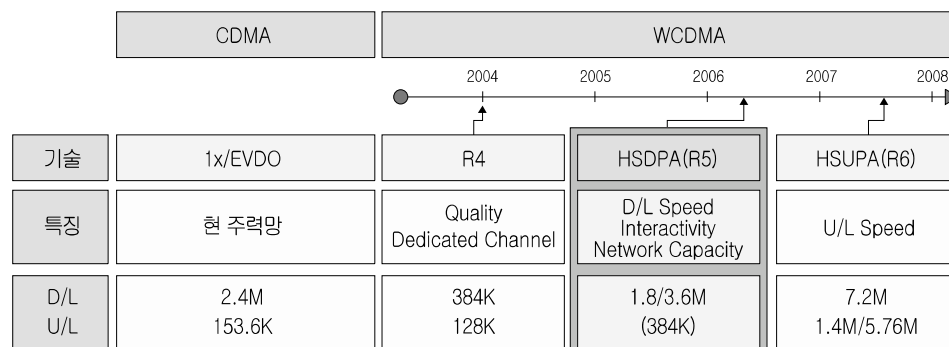 CDMA WCDMA
2004 2005 2006 2007 2008
기술 1x/EVDO R4 HSDPA(R5) HSUPA(R6)
특징 현 주력망 Quality Dedicated Channel D/L Speed Interactivity Network Capacity U/L Speed
D/L 2.4M 384K 1.8/3.6M 7.2M
U/L 153.6K 128K (384K) 1.4M/5.76M